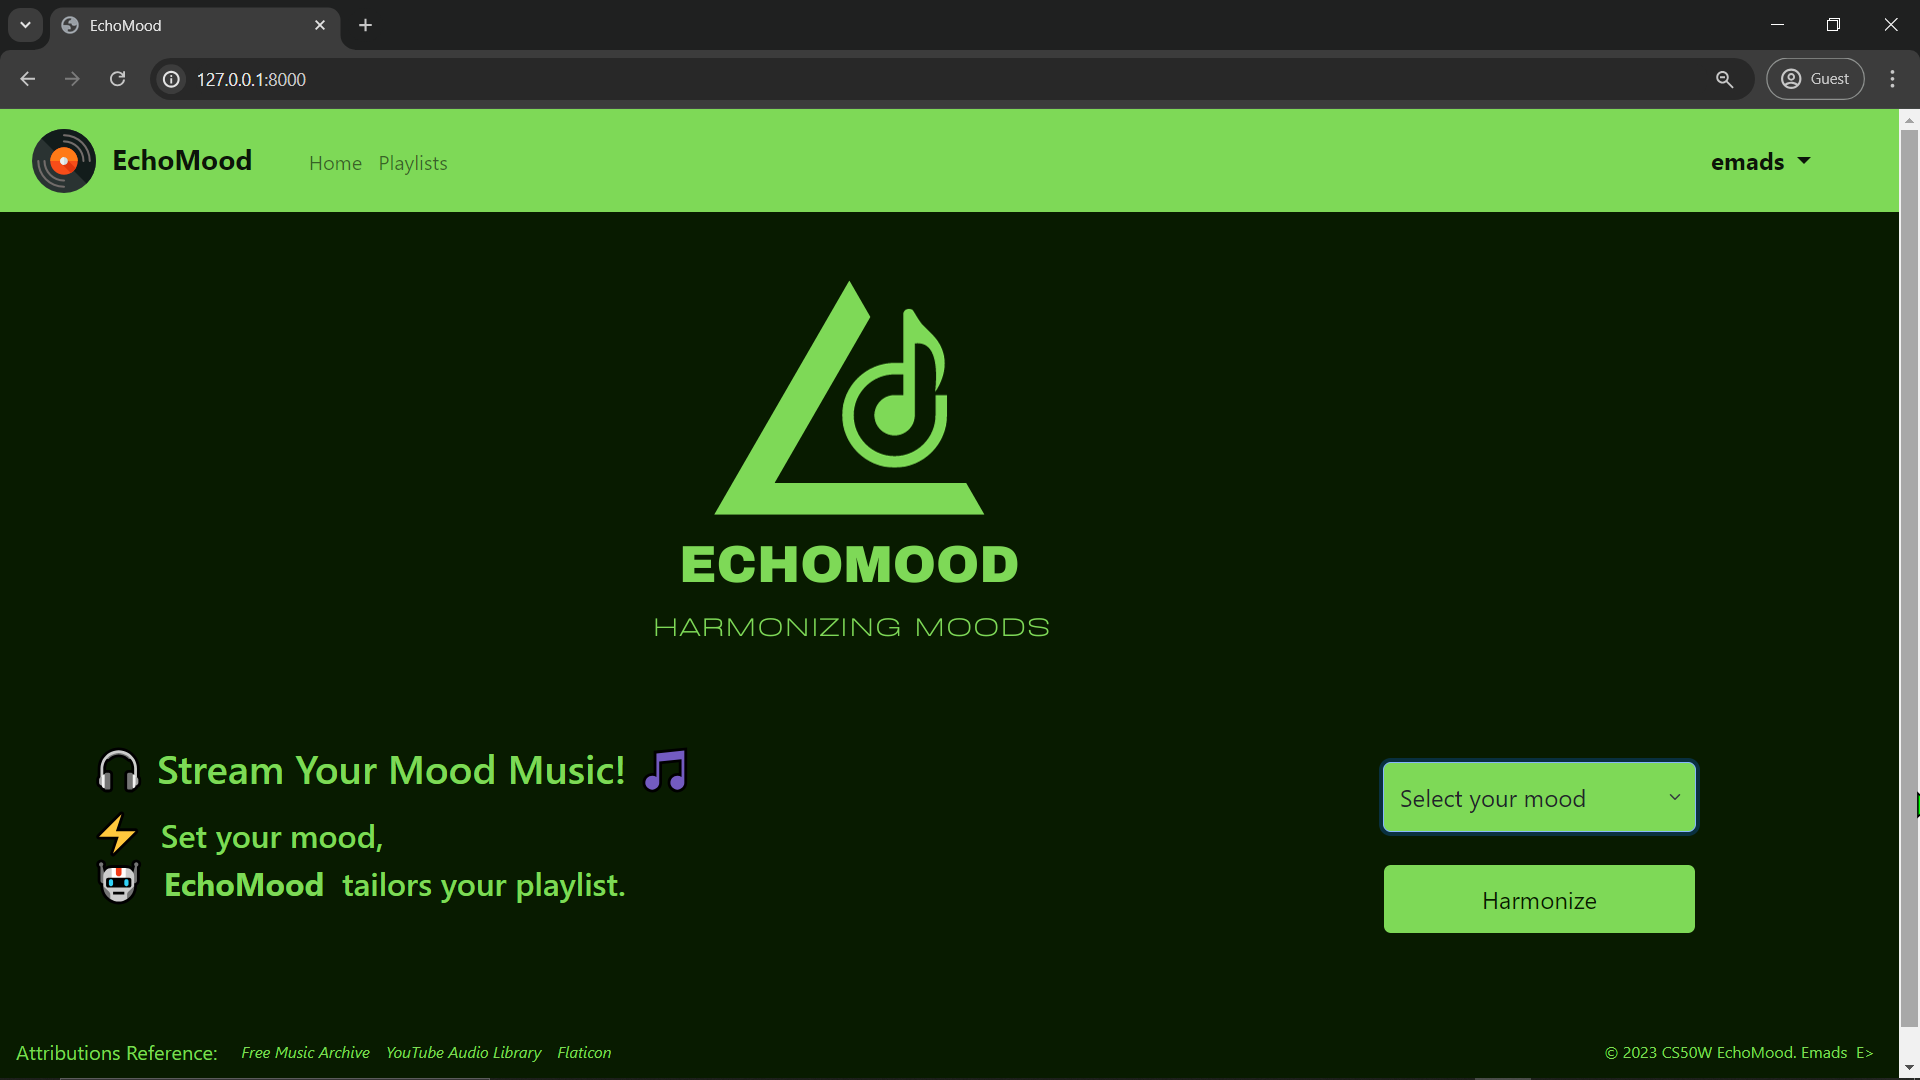 EchoMood
127.0.0.1:8000
Guest
EchoMood
Home Playlists
emads
ECHOMOOD
HARMONIZING MOODS
Stream Your Mood Music!
Set your mood,
EchoMood tailors your playlist.
Select your mood
Harmonize
Attributions Reference: Free Music Archive YouTube Audio Library Flaticon
© 2023 CS50W EchoMood. Emads E>